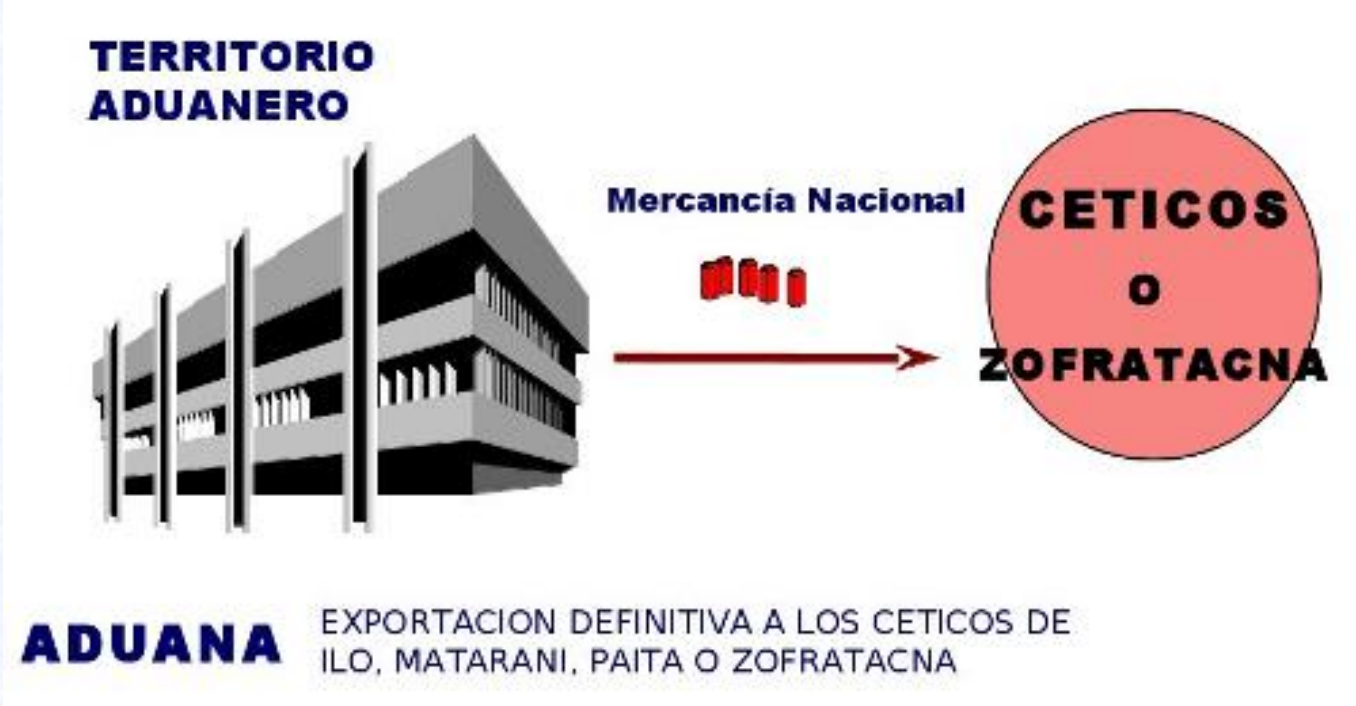 TERRITORIO
ADUANERO
Mercancía Nacional
CETICOS
O
ZOFRATACNA
ADUANA
EXPORTACION DEFINITIVA A LOS CETICOS DE
ILO, MATARANI, PAITA O ZOFRATACNA